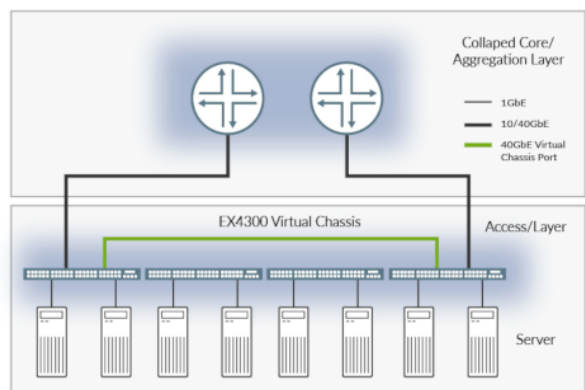 Collaped Core/
Aggregation Layer
1GbE
10/40GbE
40GbE Virtual
Chassis Port
EX4300 Virtual Chassis
Access/Layer
Server